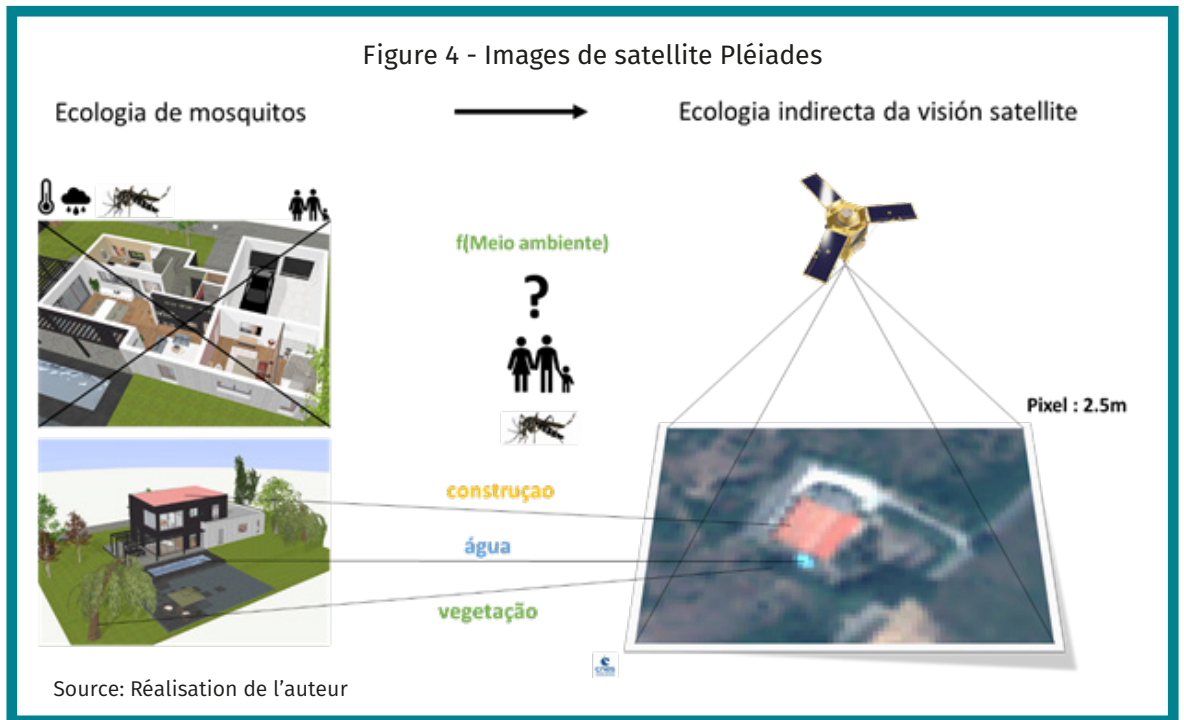 Figure 4 - Images de satellite Pléiades
Ecologia de mosquitos
Ecologia indirecta da visión satellite
f(Meio ambiente)
?
Pixel : 2.5m
construçao
água
vegetação
cnes
Source: Réalisation de l'auteur